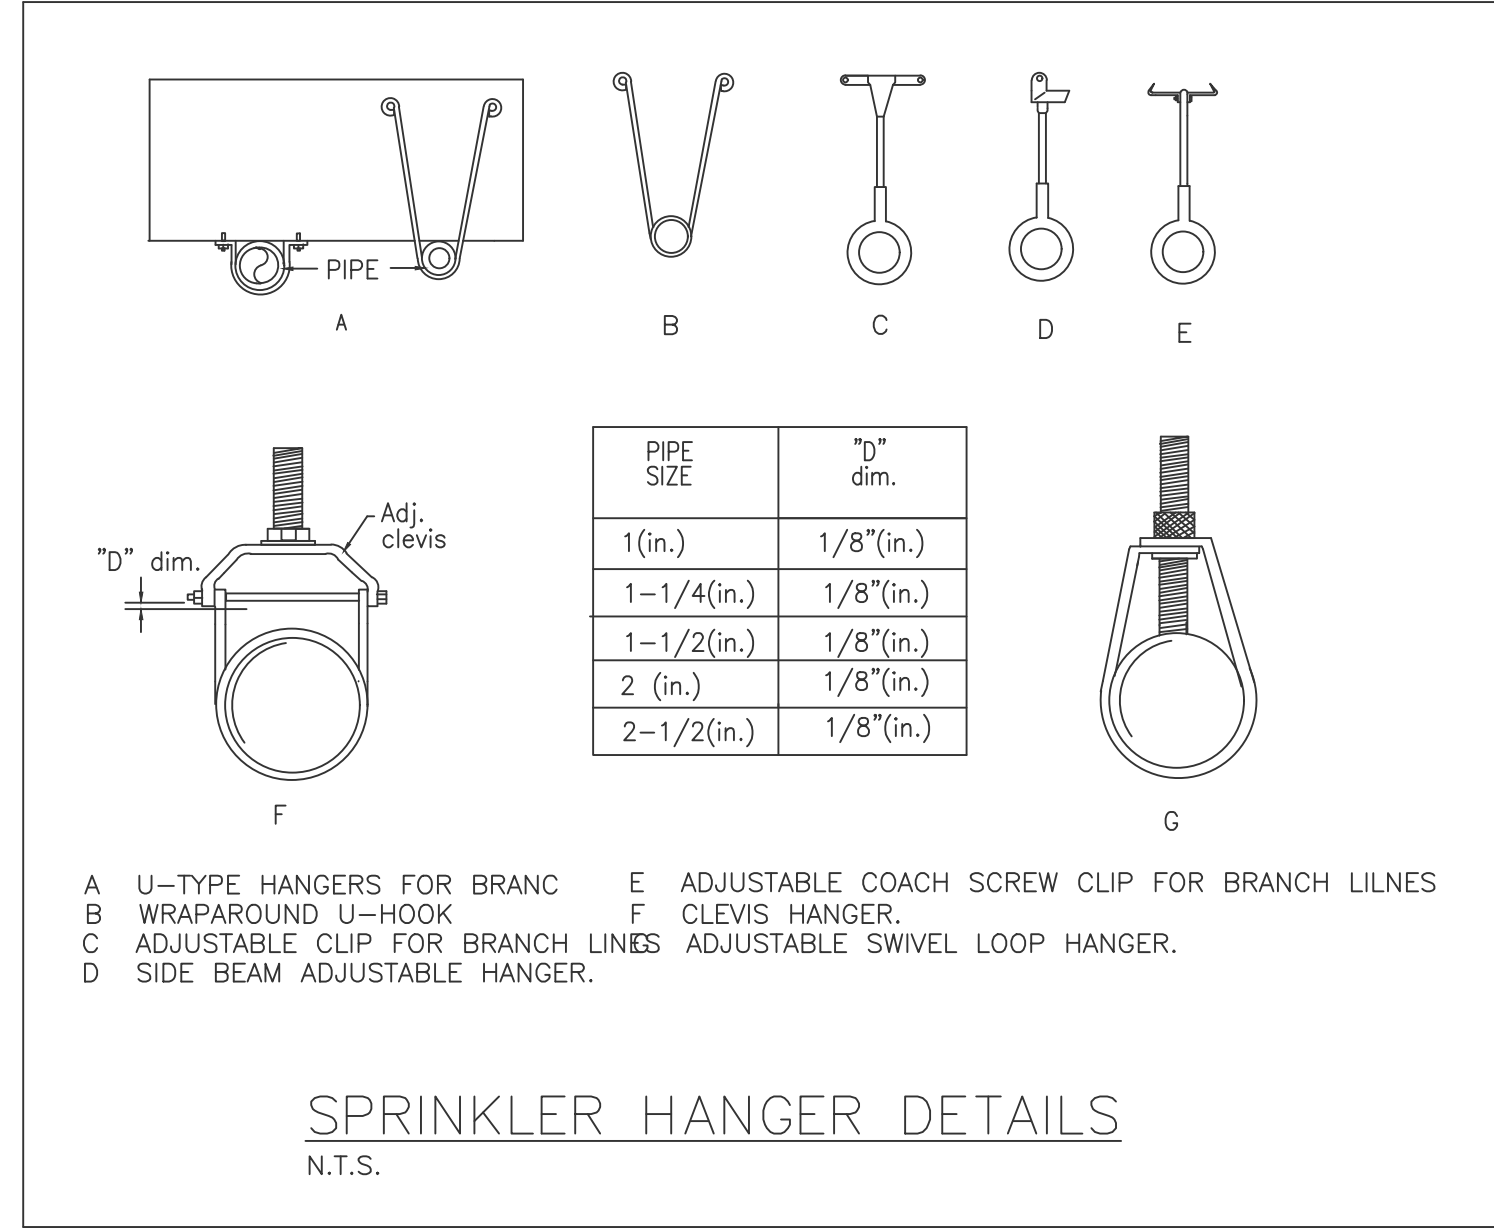 PIPE
A
B
C
D
E
Adj.
clevis
"D" dim.
F
PIPE SIZE "D" dim.
1(in.) 1/8"(in.)
1-1/4(in.) 1/8"(in.)
1-1/2(in.) 1/8"(in.)
2 (in.) 1/8"(in.)
2-1/2(in.) 1/8"(in.)
G
A U-TYPE HANGERS FOR BRANC
B WRAPAROUND U-HOOK
C ADJUSTABLE CLIP FOR BRANCH LINES
D SIDE BEAM ADJUSTABLE HANGER.
E ADJUSTABLE COACH SCREW CLIP FOR BRANCH LILNES
F CLEVIS HANGER.
G ADJUSTABLE SWIVEL LOOP HANGER.
SPRINKLER HANGER DETAILS
N.T.S.